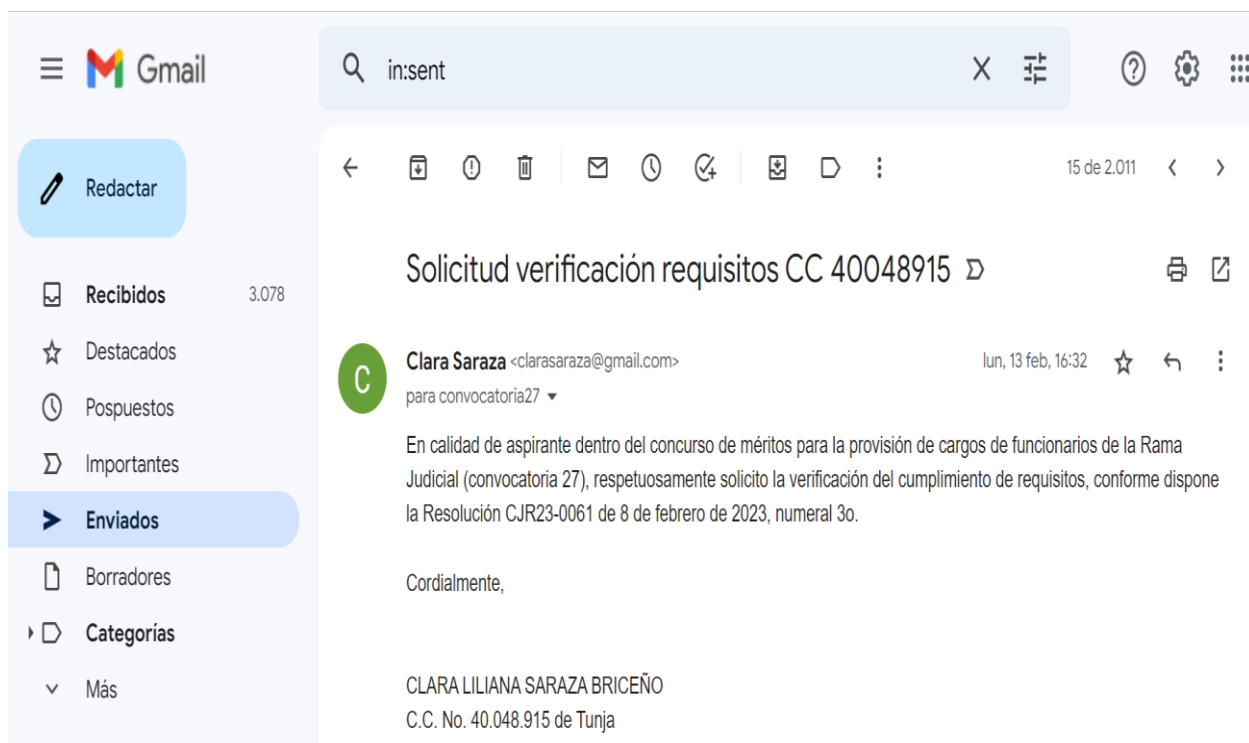 Gmail
in:sent
Redactar
15 de 2.011
Recibidos 3.078
Destacados
Pospuestos
Importantes
Enviados
Borradores
Categorías
Más
Solicitud verificación requisitos CC 40048915
C
Clara Saraza <clarasaraza@gmail.com> lun, 13 feb, 16:32
para convocatoria27
En calidad de aspirante dentro del concurso de méritos para la provisión de cargos de funcionarios de la Rama
Judicial (convocatoria 27), respetuosamente solicito la verificación del cumplimiento de requisitos, conforme dispone
la Resolución CJR23-0061 de 8 de febrero de 2023, numeral 3o.
Cordialmente,
CLARA LILIANA SARAZA BRICEÑO
C.C. No. 40.048.915 de Tunja